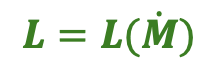 L = L(Ṁ)